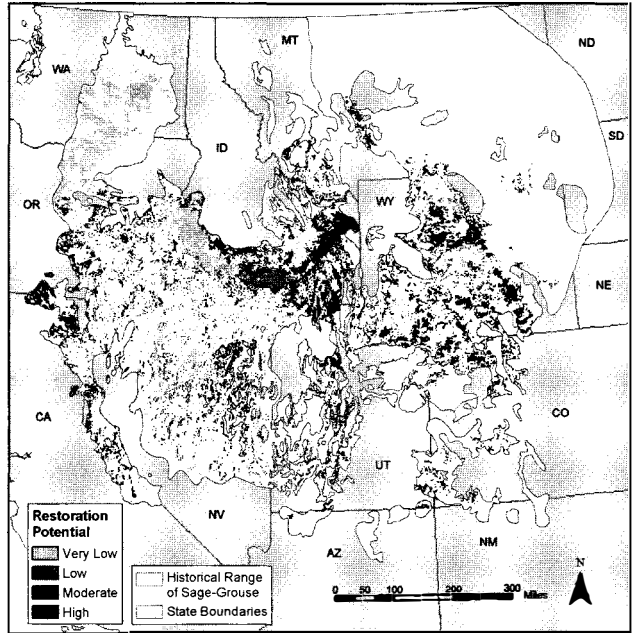 MT
ND
WA
ID
SD
OR
WY
NE
CA
CO
UT
NV
AZ
NM
N
Restoration
Potential
Very Low
Low
Moderate
High
Historical Range
of Sage-Grouse
State Boundaries
0 50 100 200 300
Miles